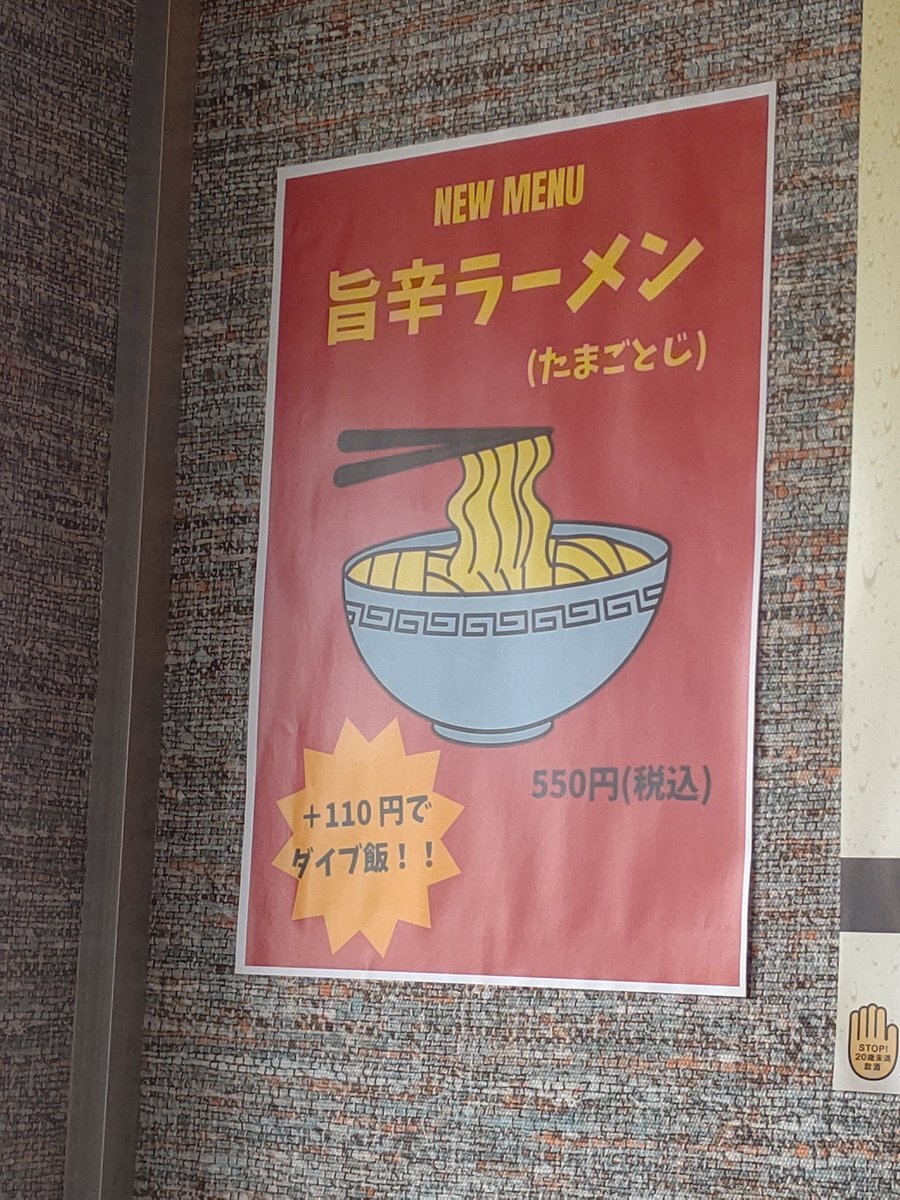 NEW MENU
旨辛ラーメン
(たまごとじ)
550円(税込)
+110円で
ダイブ飯！！
STOP!
20歳未満
飲酒